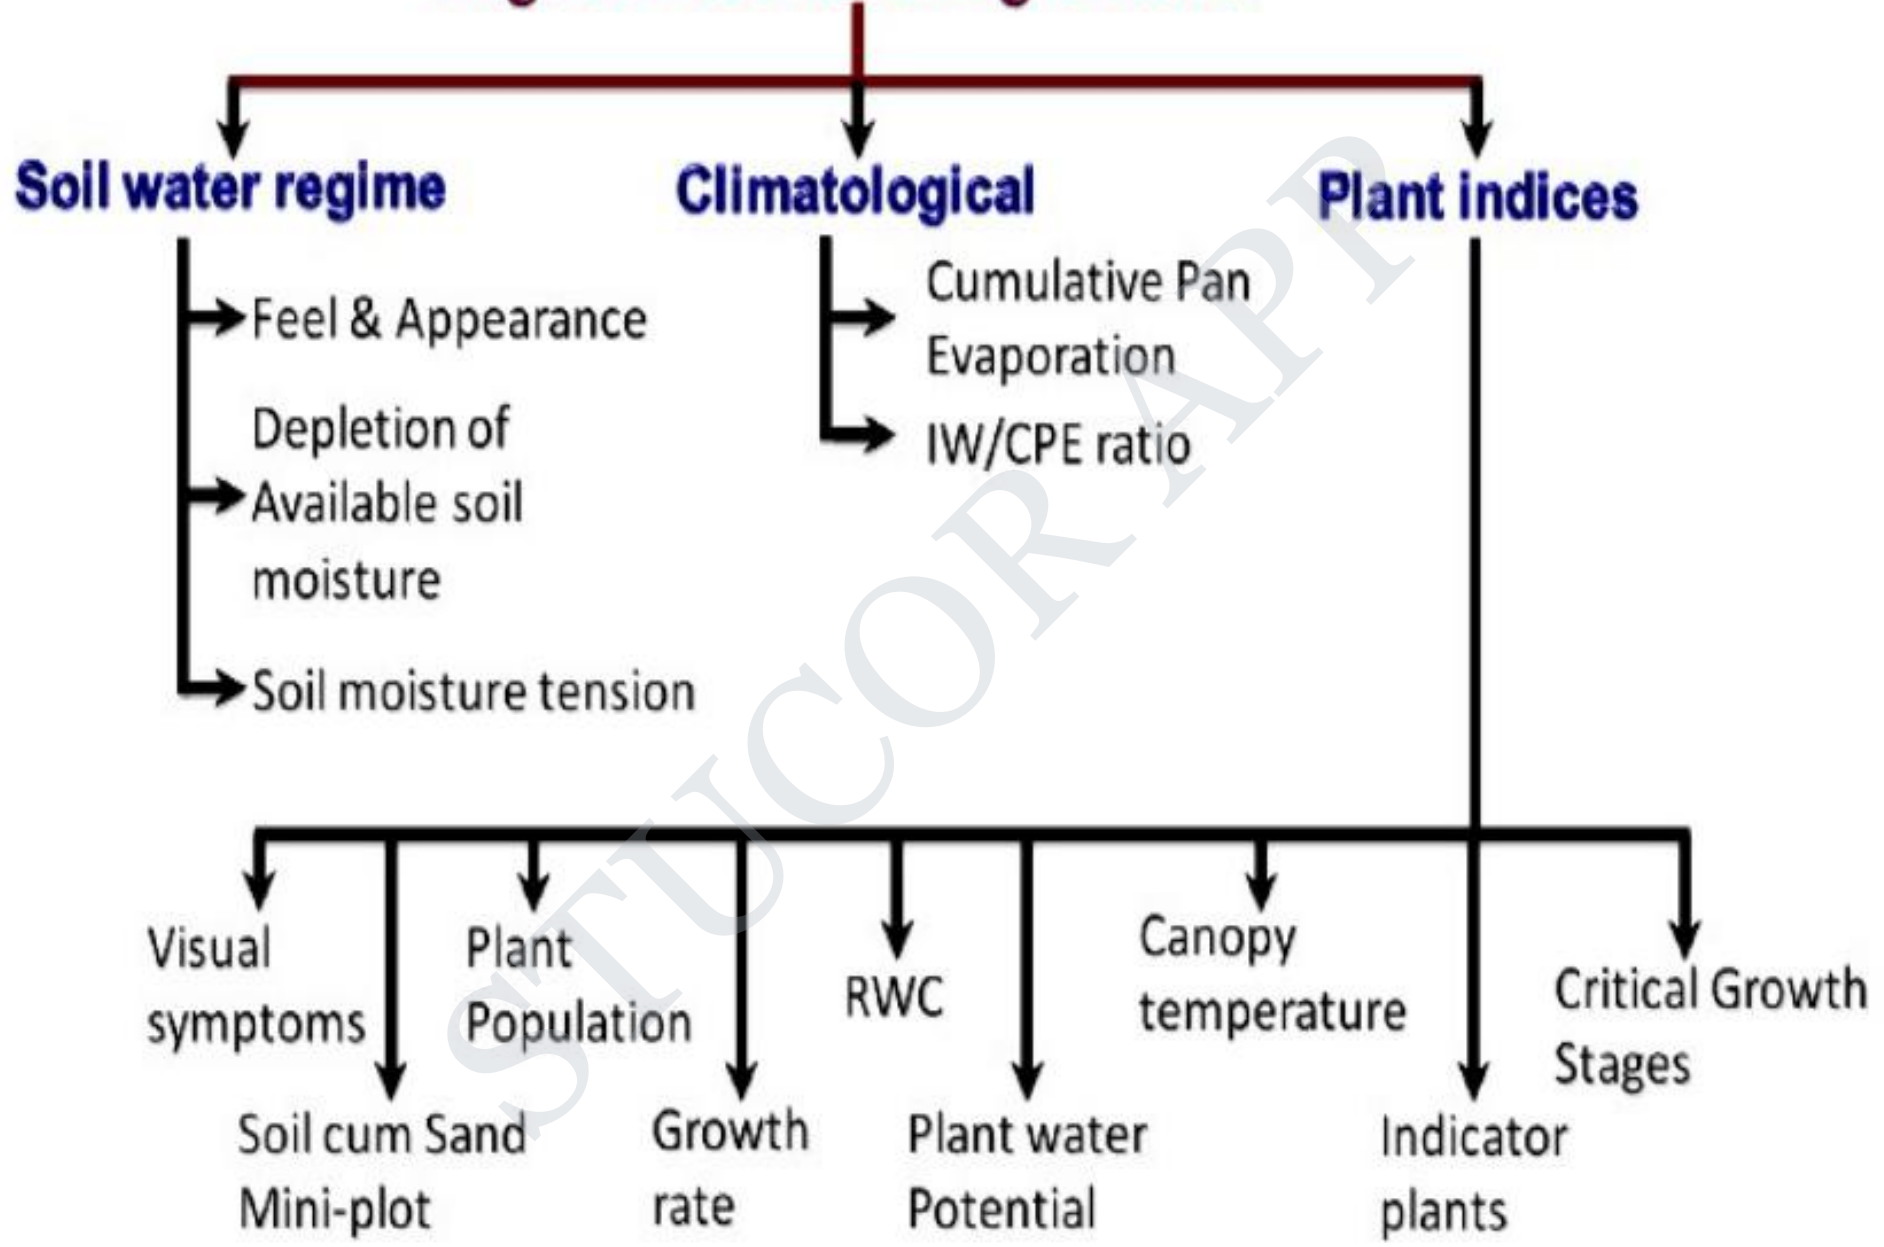 Soil water regime
Climatological
Plant indices
Feel & Appearance
Depletion of
Available soil
moisture
Soil moisture tension
Cumulative Pan
Evaporation
IW/CPE ratio
Visual
symptoms
Soil cum Sand
Mini-plot
Plant
Population
Growth
rate
RWC
Plant water
Potential
Canopy
temperature
Indicator
plants
Critical Growth
Stages
STUCOR APP